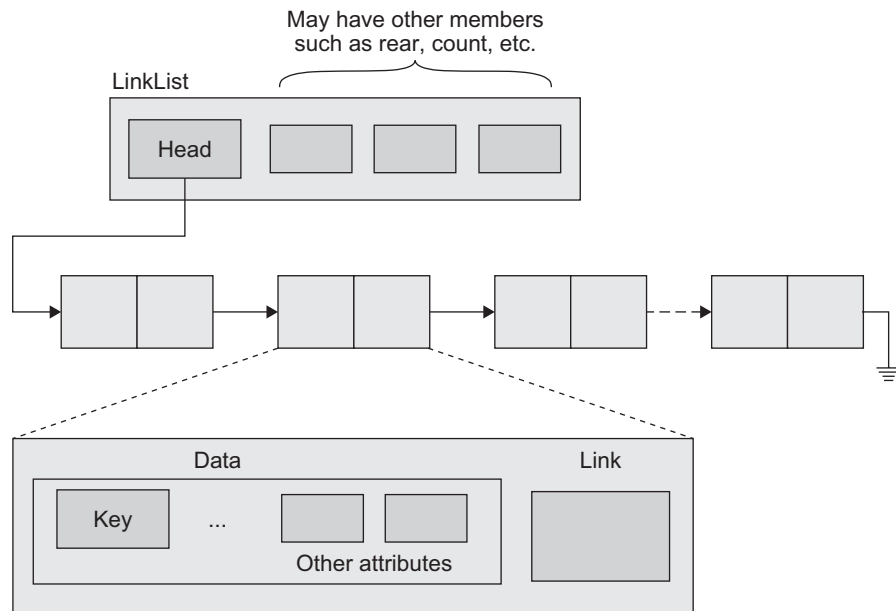 May have other members
such as rear, count, etc.
LinkList
Head
Data
Link
Key
...
Other attributes